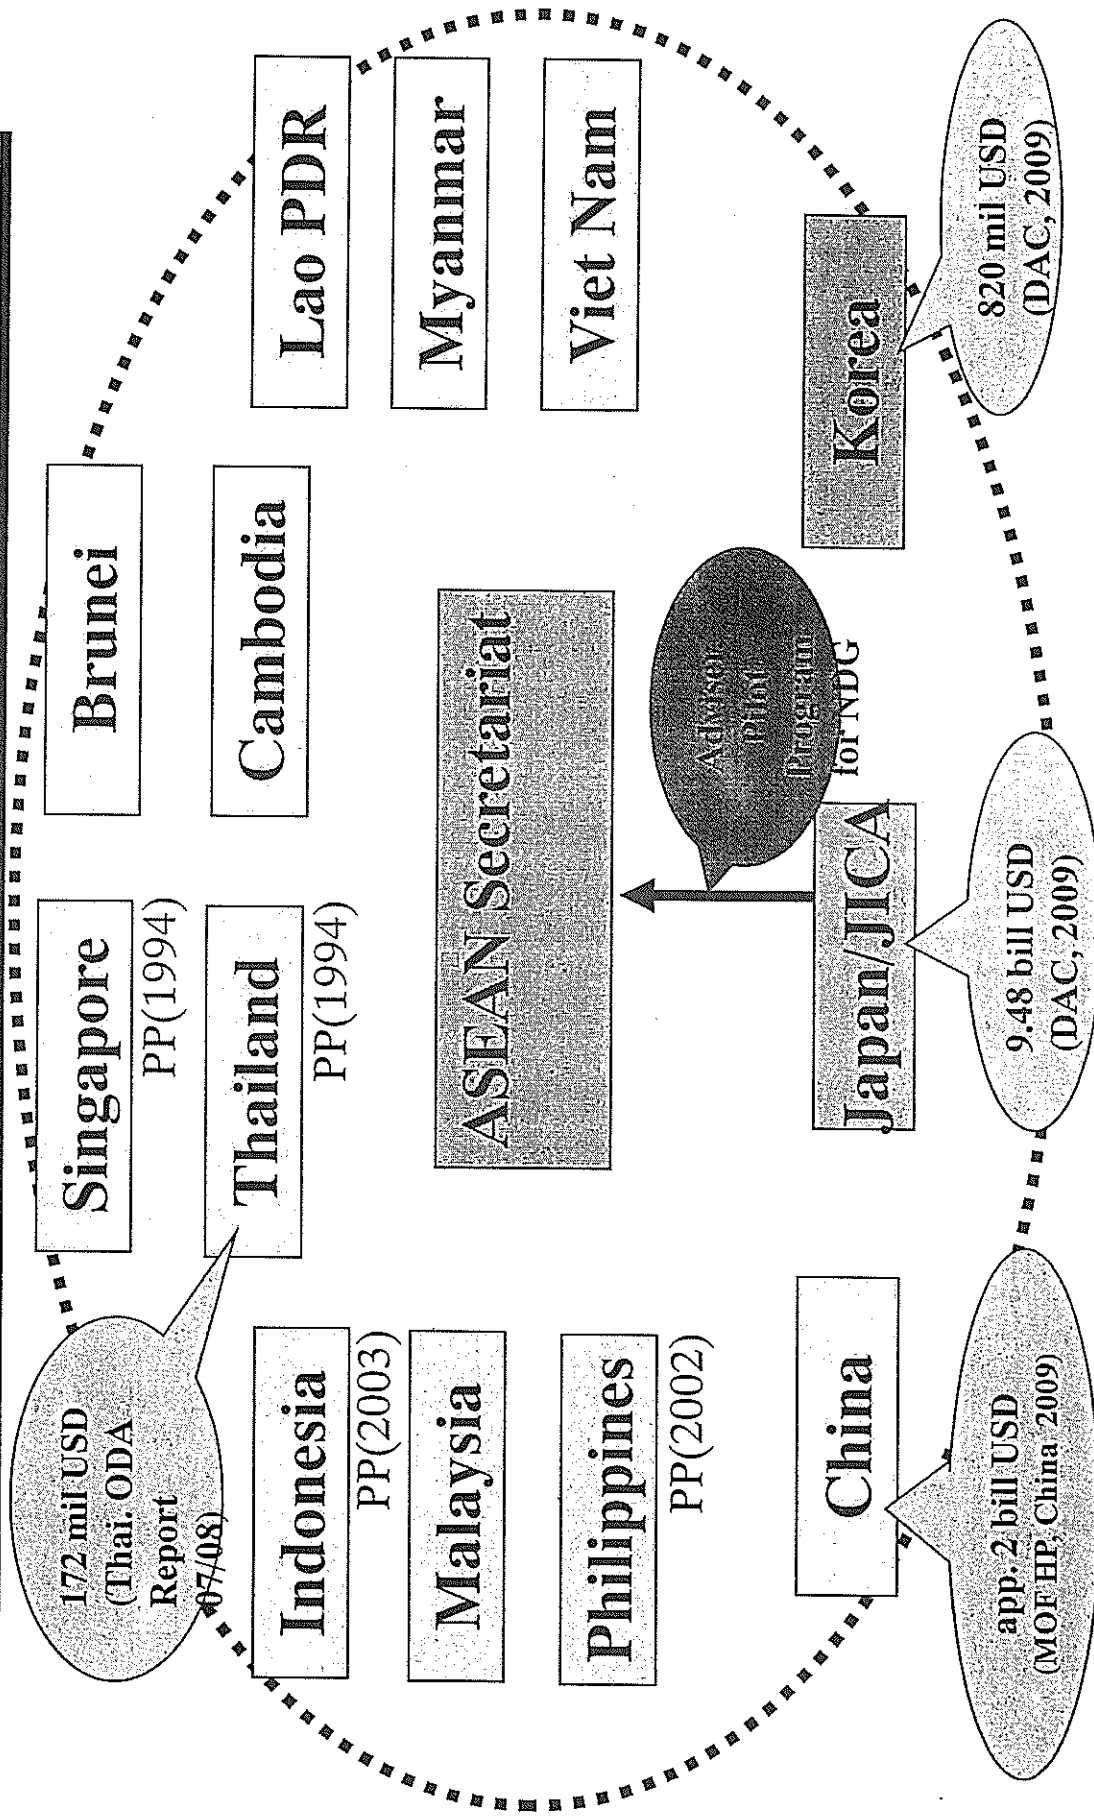 172 mil USD
(Thai. ODA
Report
07/08)
Singapore
PP(1994)
Thailand
PP(1994)
Brunei
Cambodia
Lao PDR
Myanmar
Viet Nam
Indonesia
PP(2003)
Malaysia
Philippines
PP(2002)
ASEAN Secretariat
Adviser
Pilot
Program
for NDG
China
Japan/JICA
Korea
app. 2 bill USD
(MOF HP, China 2009)
9.48 bill USD
(DAC, 2009)
820 mil USD
(DAC, 2009)